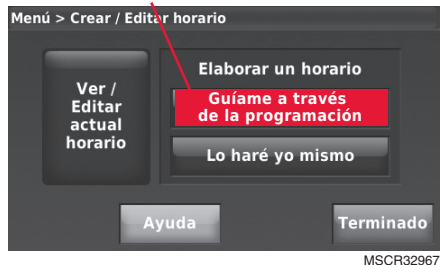 Menú > Crear / Editar horario
Ver /
Editar
actual
horario
Elaborar un horario
Guíame a través
de la programación
Lo haré yo mismo
Ayuda
Terminado
MSCR32967